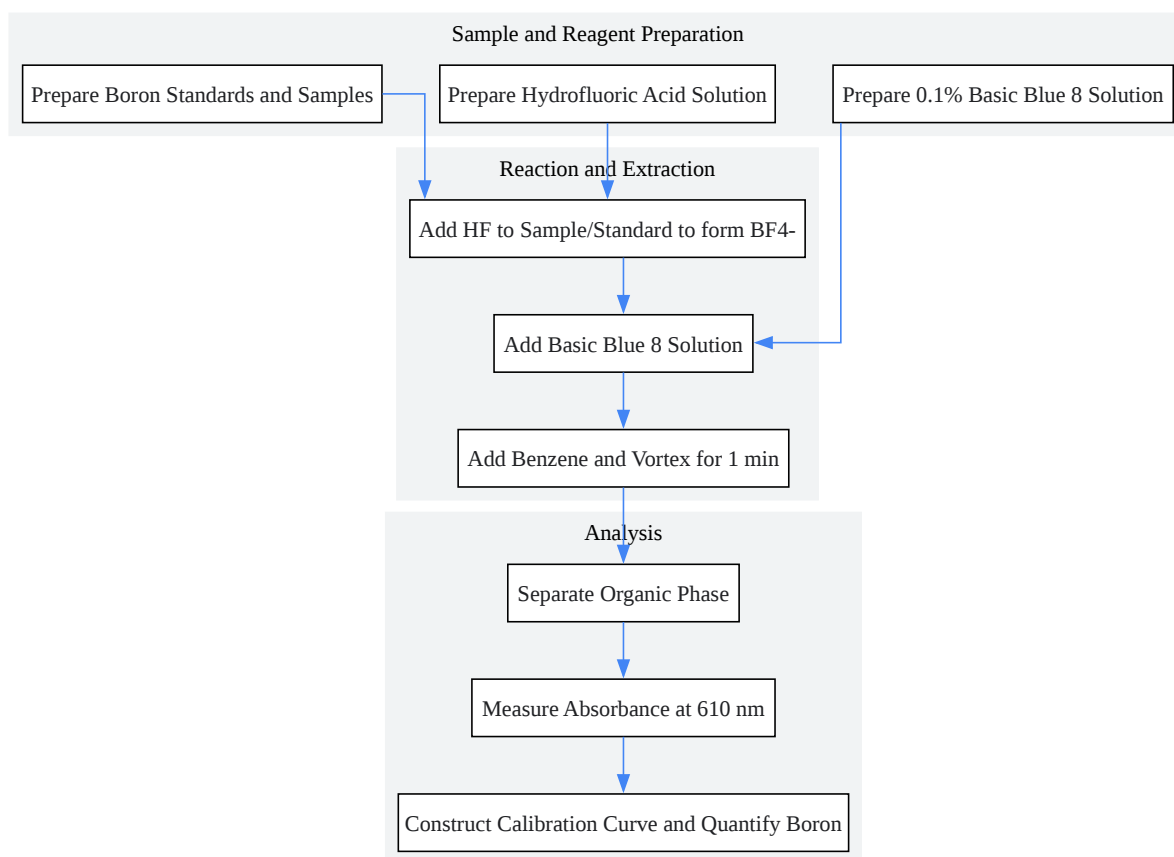 Sample and Reagent Preparation
Prepare Boron Standards and Samples
Prepare Hydrofluoric Acid Solution
Prepare 0.1% Basic Blue 8 Solution
Reaction and Extraction
Add HF to Sample/Standard to form BF4-
Add Basic Blue 8 Solution
Add Benzene and Vortex for 1 min
Analysis
Separate Organic Phase
Measure Absorbance at 610 nm
Construct Calibration Curve and Quantify Boron